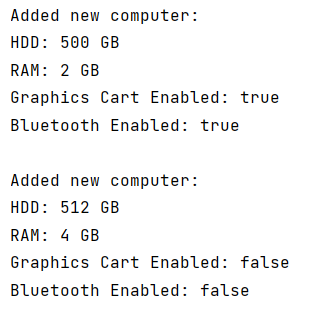 Added new computer:
HDD: 500 GB
RAM: 2 GB
Graphics Cart Enabled: true
Bluetooth Enabled: true
Added new computer:
HDD: 512 GB
RAM: 4 GB
Graphics Cart Enabled: false
Bluetooth Enabled: false